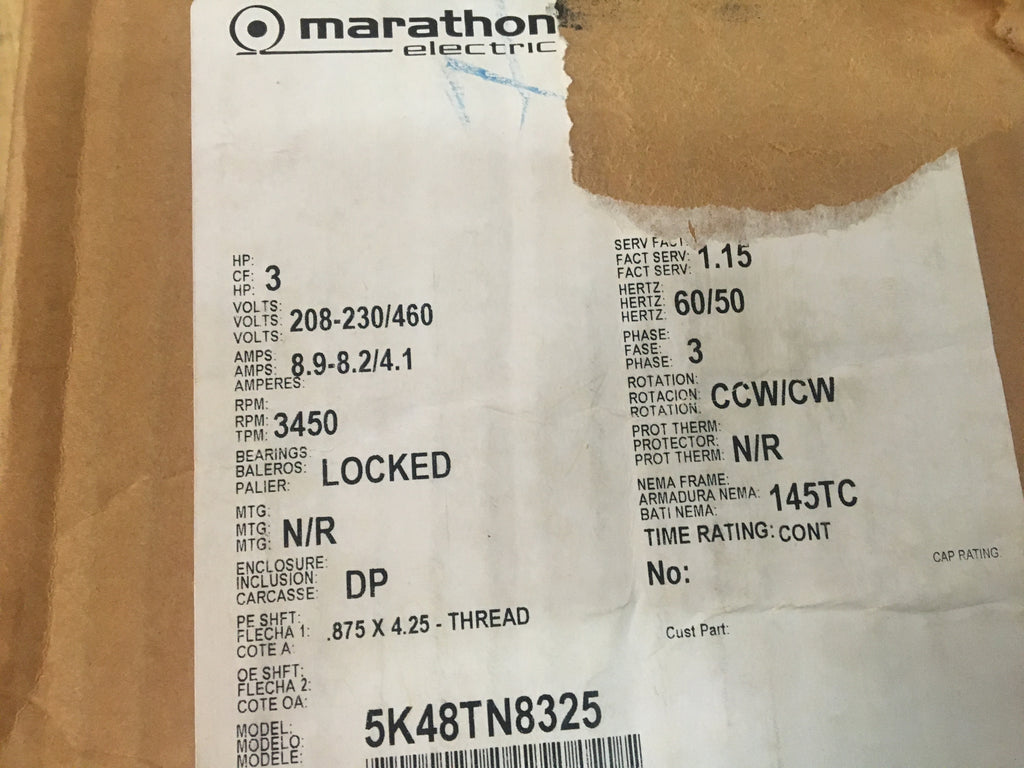 marathon
electric
HP:
CF: 3
HP:
VOLTS:
VOLTS: 208-230/460
VOLTS:
AMPS:
AMPS: 8.9-8.2/4.1
AMPERES:
RPM:
RPM: 3450
TPM:
BEARINGS:
BALEROS: LOCKED
PALIER:
MTG:
MTG: N/R
MTG:
ENCLOSURE:
INCLUSION: DP
CARCASSE:
PE SHFT:
FLECHA 1: .875 X 4.25 - THREAD
COTE A:
OE SHFT:
FLECHA 2:
COTE OA:
MODEL:
MODELO: 5K48TN8325
MODELE:
SERV
FACT SERV: 1.15
FACT SERV:
HERTZ:
HERTZ: 60/50
HERTZ:
PHASE:
FASE: 3
PHASE:
ROTATION:
ROTACION: CCW/CW
ROTATION:
PROT THERM:
PROTECTOR: N/R
PROT THERM:
NEMA FRAME:
ARMADURA NEMA: 145TC
BATI NEMA:
TIME RATING: CONT
CAP RATING:
No:
Cust Part: